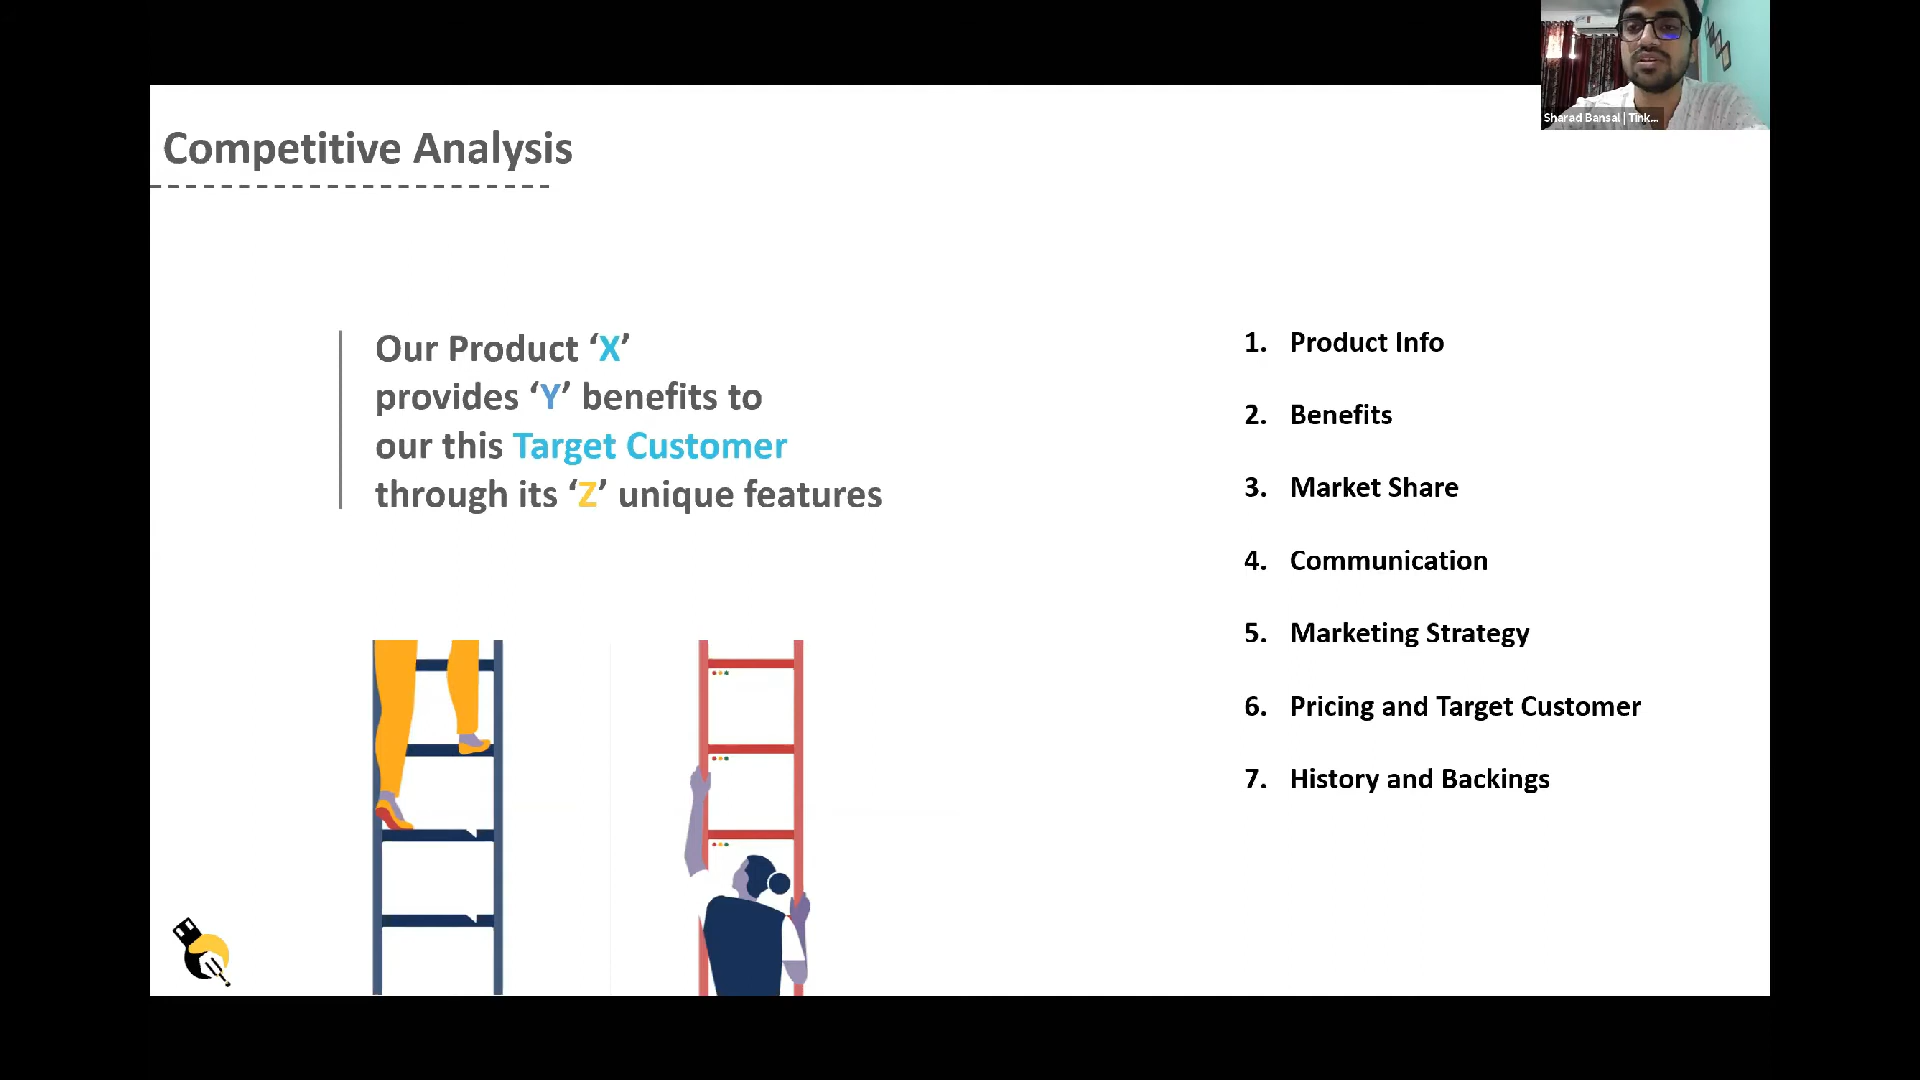 Sharad Bansal | Tink...
Competitive Analysis
Our Product ‘X’
provides ‘Y’ benefits to
our this Target Customer
through its ‘Z’ unique features
1. Product Info
2. Benefits
3. Market Share
4. Communication
5. Marketing Strategy
6. Pricing and Target Customer
7. History and Backings